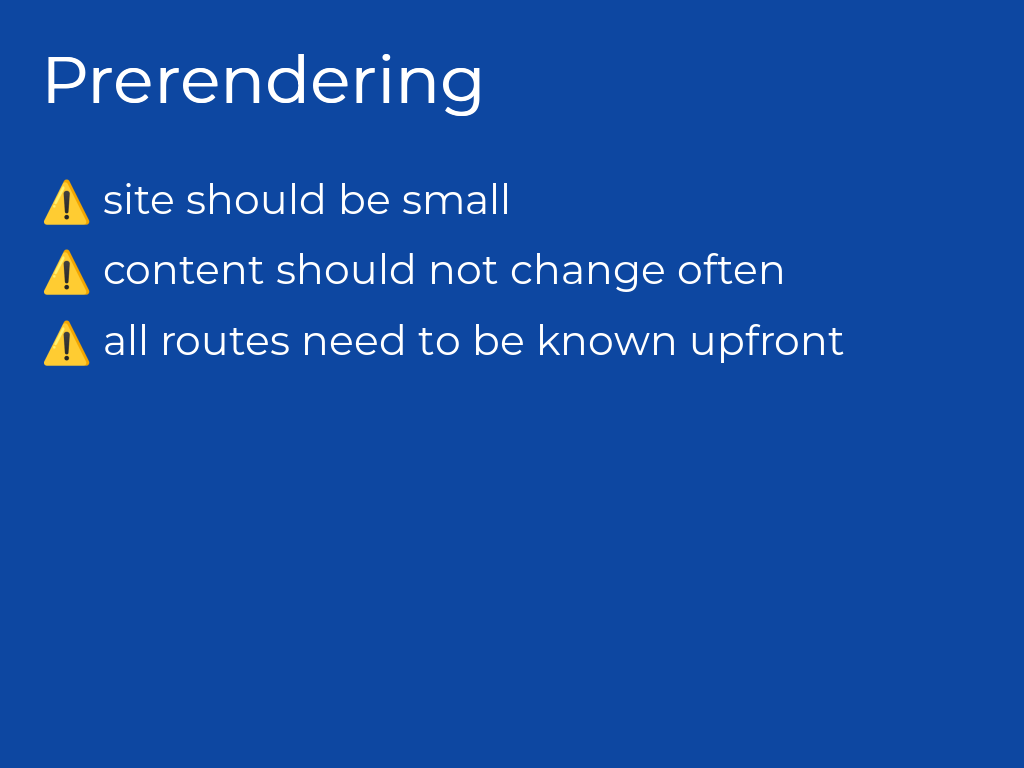 Prerendering
⚠️ site should be small
⚠️ content should not change often
⚠️ all routes need to be known upfront